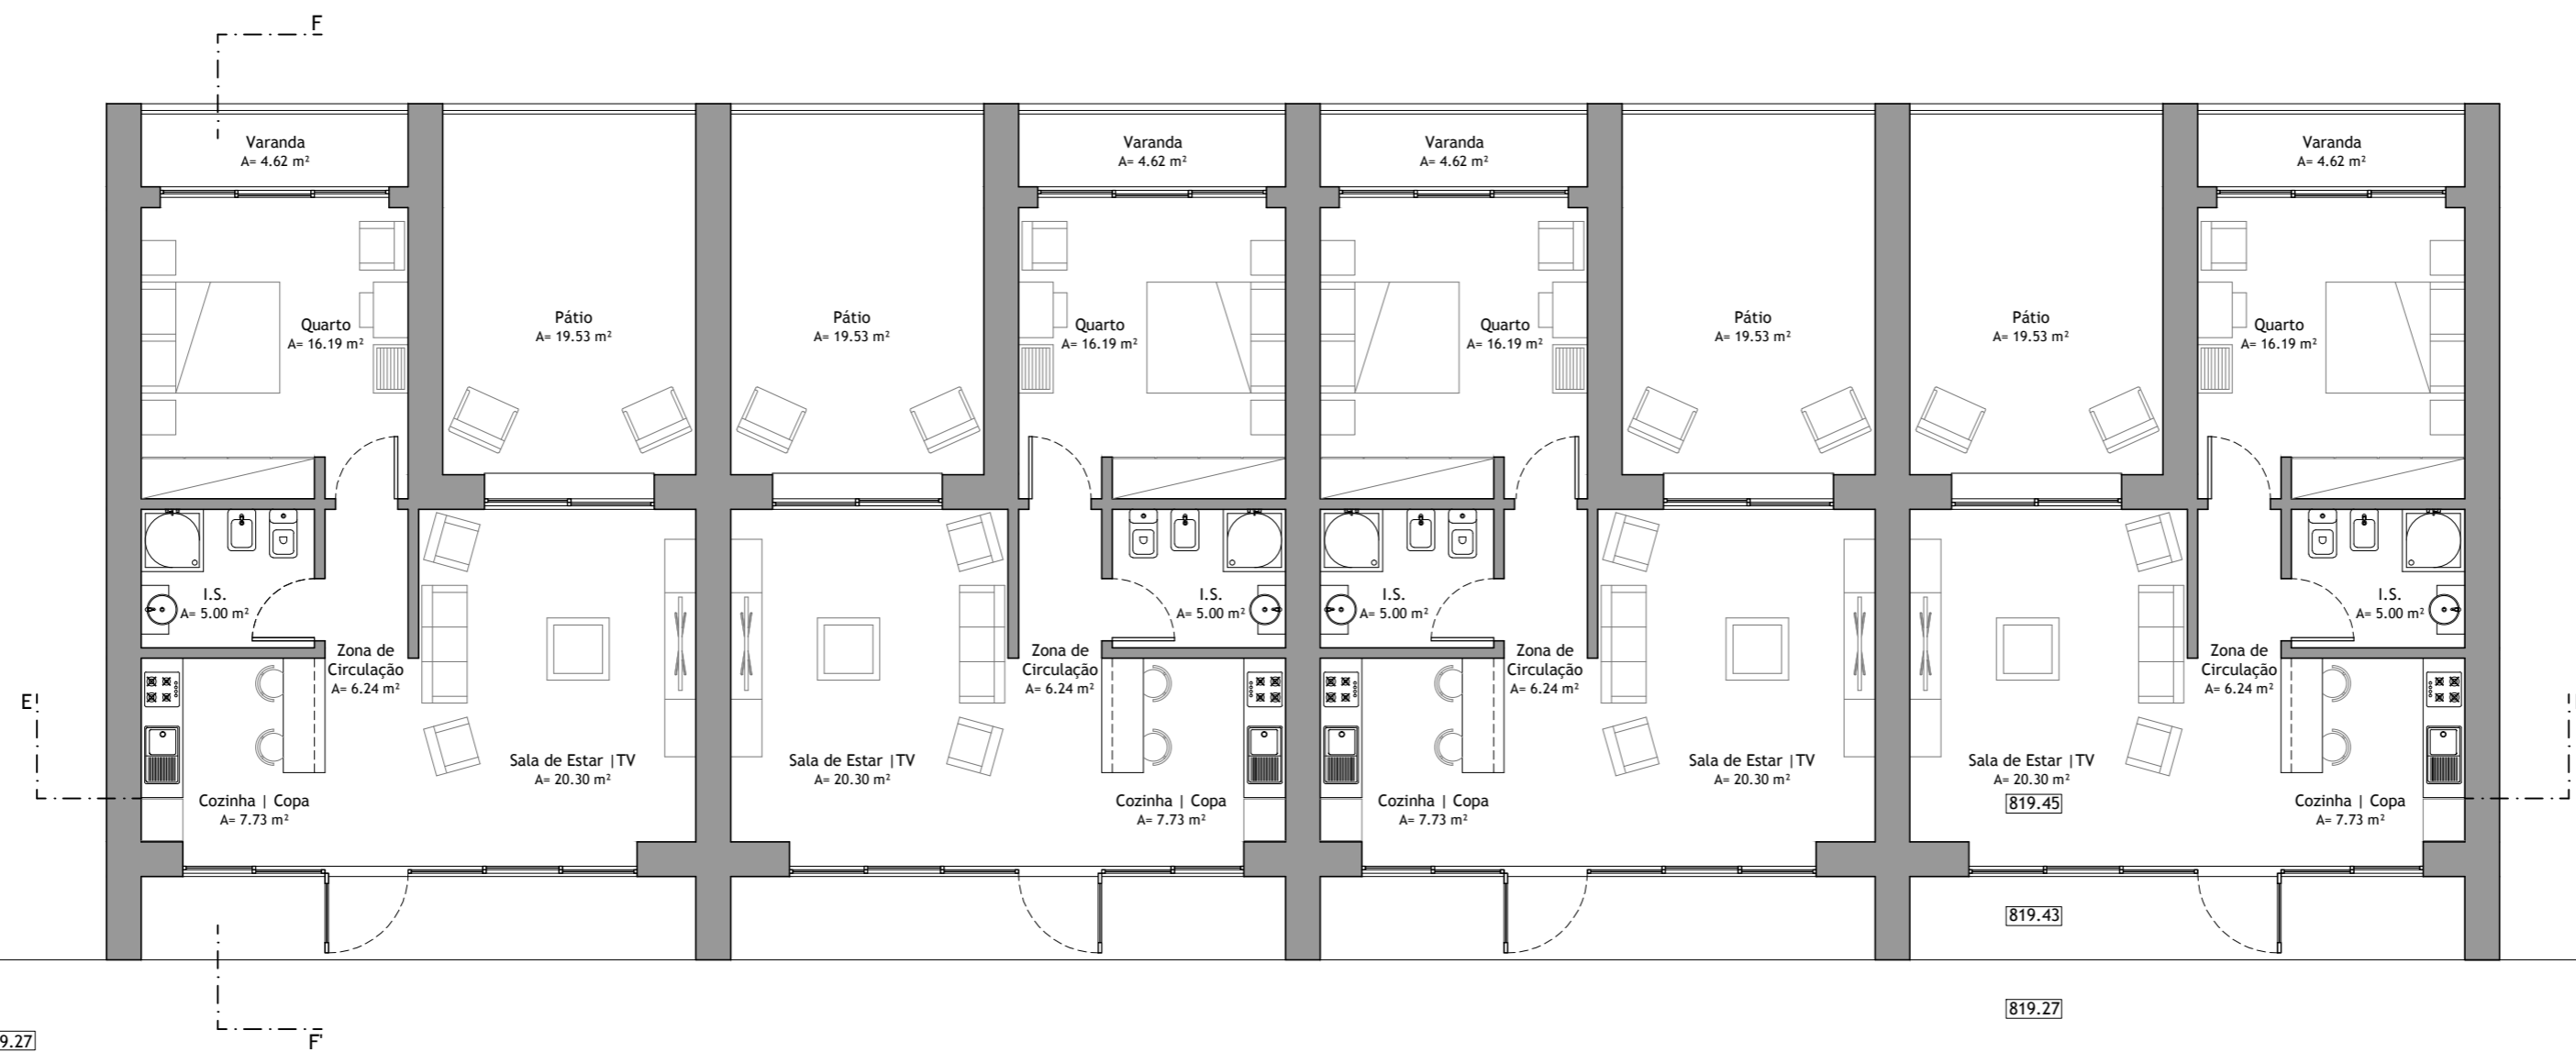 F
Varanda
A= 4.62 m²
Varanda
A= 4.62 m²
Varanda
A= 4.62 m²
Varanda
A= 4.62 m²
Quarto
A= 16.19 m²
Pátio
A= 19.53 m²
Pátio
A= 19.53 m²
Quarto
A= 16.19 m²
Quarto
A= 16.19 m²
Pátio
A= 19.53 m²
Pátio
A= 19.53 m²
Quarto
A= 16.19 m²
I.S.
A= 5.00 m²
I.S.
A= 5.00 m²
I.S.
A= 5.00 m²
I.S.
A= 5.00 m²
Zona de
Circulação
A= 6.24 m²
Zona de
Circulação
A= 6.24 m²
Zona de
Circulação
A= 6.24 m²
Zona de
Circulação
A= 6.24 m²
E'
Sala de Estar |TV
A= 20.30 m²
Sala de Estar |TV
A= 20.30 m²
Sala de Estar |TV
A= 20.30 m²
Sala de Estar |TV
A= 20.30 m²
819.45
Cozinha | Copa
A= 7.73 m²
Cozinha | Copa
A= 7.73 m²
Cozinha | Copa
A= 7.73 m²
Cozinha | Copa
A= 7.73 m²
819.43
819.27
F'
9.27